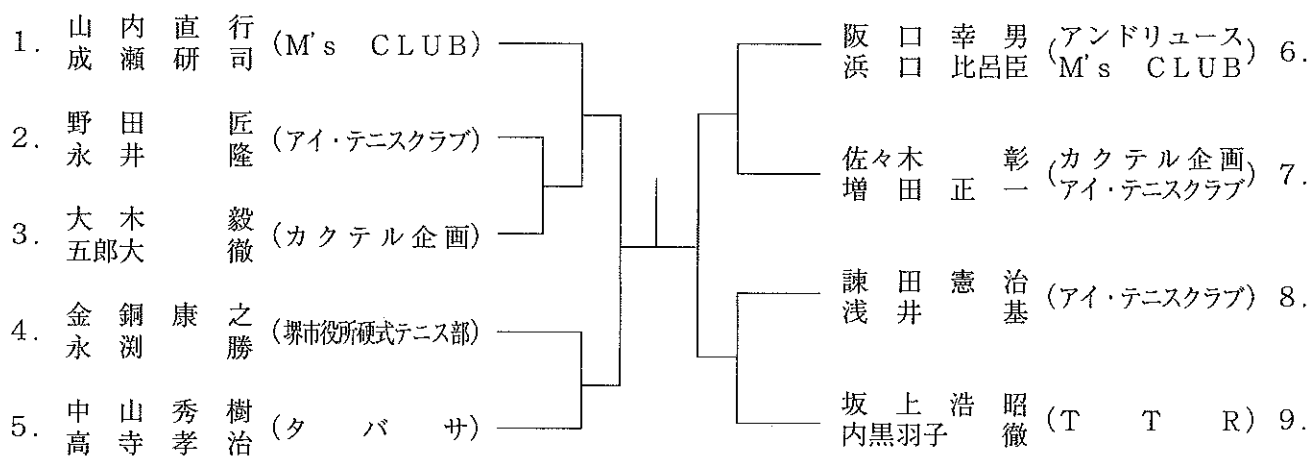 1. 山内直行 (M's CLUB)
成瀬研司
2. 野田匠 (アイ・テニスクラブ)
永井隆
3. 大木毅 (カクテル企画)
五郎大徹
4. 金銅康之 (堺市役所硬式テニス部)
永渕勝
5. 中山秀樹 (タバサ)
高寺孝治
阪口幸男 (アンドリュース) 6.
浜口比呂臣 (M's CLUB)
佐々木彰 (カクテル企画) 7.
増田正一 (アイ・テニスクラブ)
諫田憲治 (アイ・テニスクラブ) 8.
浅井基
坂上浩昭 (TTR) 9.
内黒羽子徹